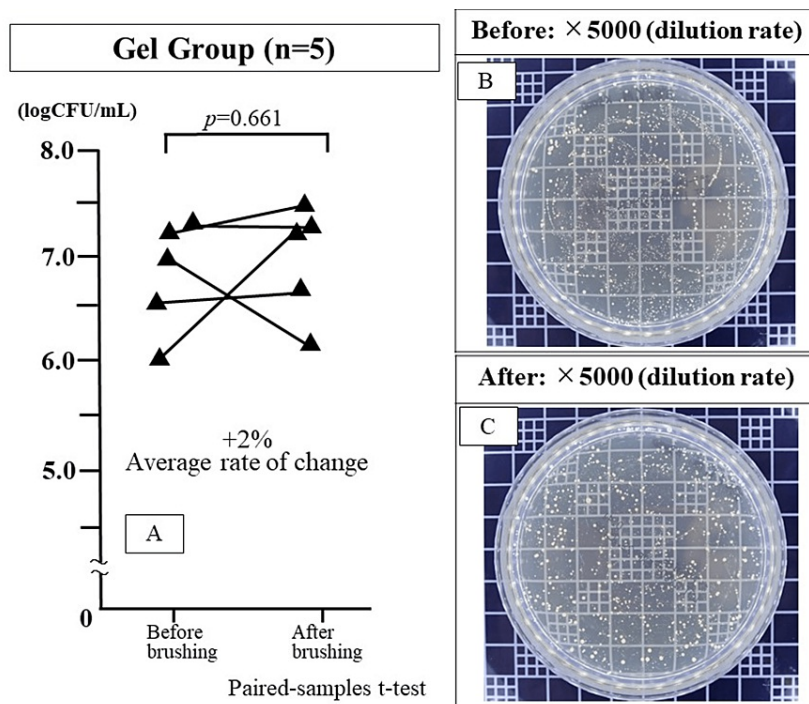 Gel Group (n=5)
(logCFU/mL)
p=0.661
8.0
7.0
6.0
5.0
0
+2%
Average rate of change
A
Before
brushing
After
brushing
Paired-samples t-test
Before: ×5000 (dilution rate)
B
After: ×5000 (dilution rate)
C